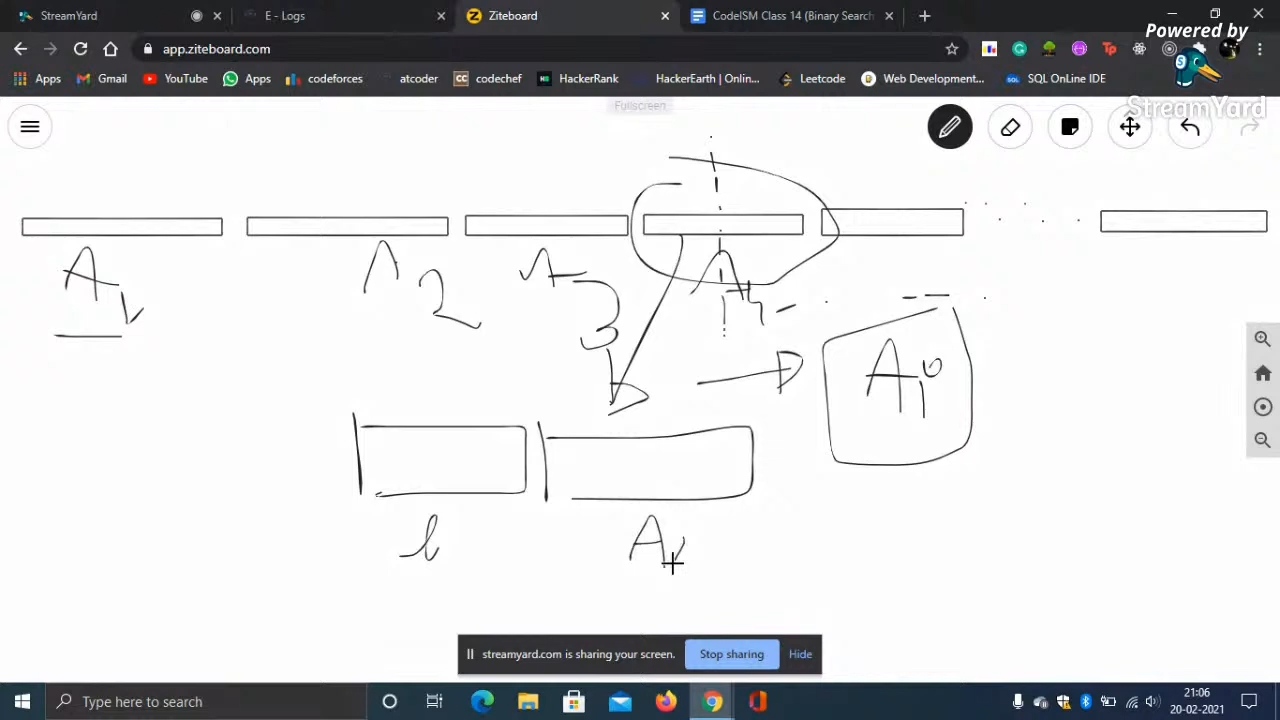 StreamYard
E - Logs
Ziteboard
CodeISM Class 14 (Binary Search
Powered by
StreamYard
app.ziteboard.com
Apps
Gmail
YouTube
Apps
codeforces
atcoder
codechef
HackerRank
HackerEarth | Onlin...
Leetcode
Web Development...
SQL OnLine IDE
Fullscreen
A1
A2
A3
A4
Ai
l
A
streamyard.com is sharing your screen.
Stop sharing
Hide
Type here to search
21:06
20-02-2021